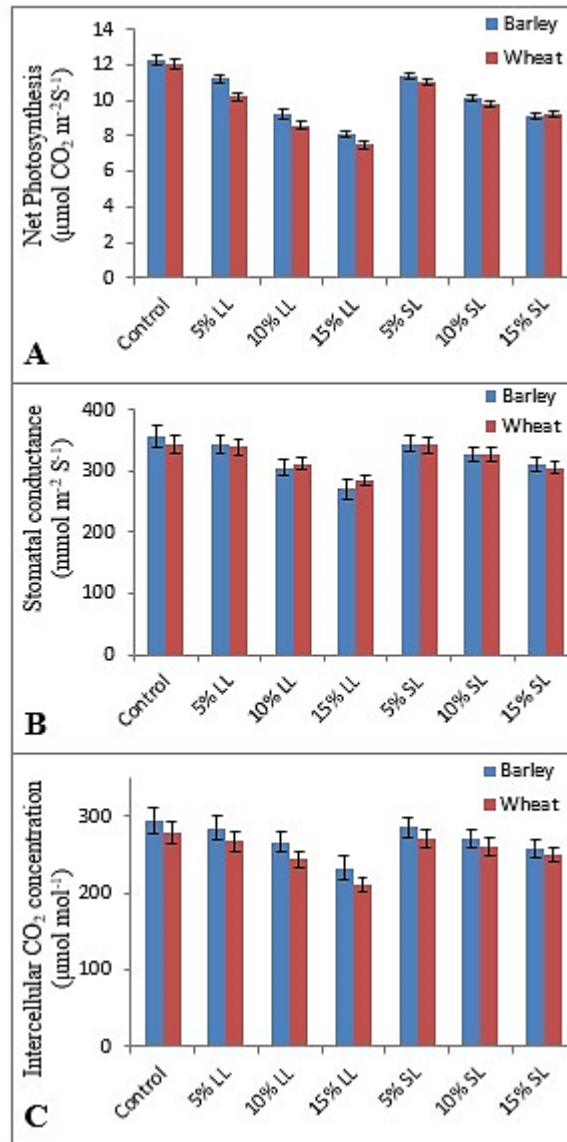 Net Photosynthesis
(µmol CO₂ m⁻²S⁻¹)
14
12
10
8
6
4
2
0
Barley
Wheat
Control
5% LL
10% LL
15% LL
5% SL
10% SL
15% SL
A
Stomatal conductance
(mmol m⁻² S⁻¹)
400
300
200
100
0
Barley
Wheat
Control
5% LL
10% LL
15% LL
5% SL
10% SL
15% SL
B
Intercellular CO₂ concentration
(µmol mol⁻¹)
300
200
100
0
Barley
Wheat
Control
5% LL
10% LL
15% LL
5% SL
10% SL
15% SL
C